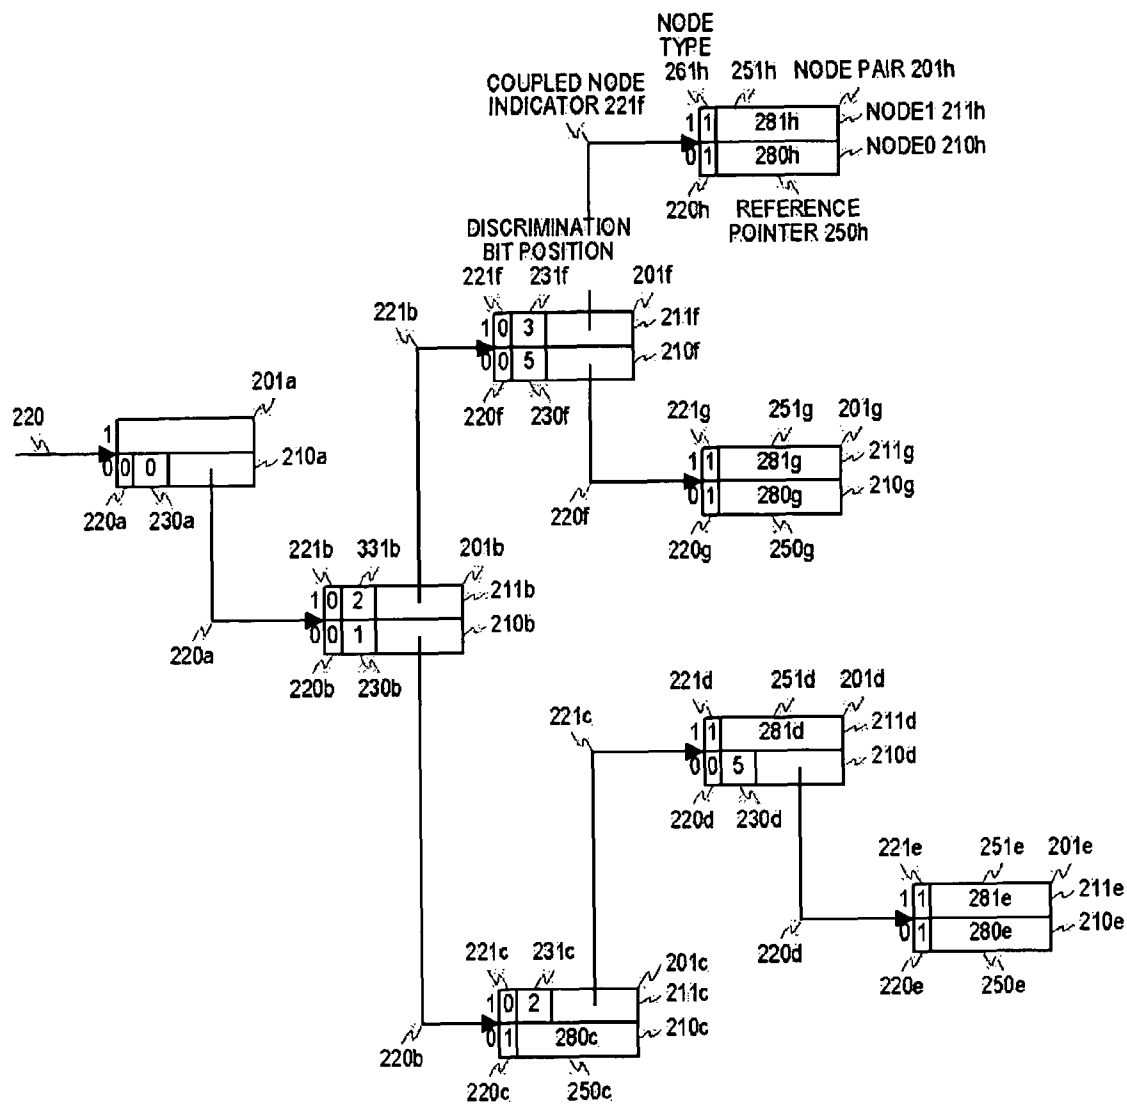 NODE
TYPE
261h 251h NODE PAIR 201h
COUPLED NODE
INDICATOR 221f
1 1 281h NODE1 211h
0 1 280h NODE0 210h
220h REFERENCE
POINTER 250h
DISCRIMINATION
BIT POSITION
221f 231f 201f
221b
1 0 3 211f
0 0 5 210f
220f 230f
201a
220
1
0 0 0 210a
220a 230a
221g 251g 201g
1 1 281g 211g
0 1 280g 210g
220f
220g 250g
221b 331b 201b
1 0 2 211b
0 0 1 210b
220a
220b 230b
221d 251d 201d
221c
1 1 281d 211d
0 0 5 210d
220d 230d
221e 251e 201e
1 1 281e 211e
0 1 280e 210e
220d
220e 250e
221c 231c 201c
1 0 2 211c
0 1 280c 210c
220b
220c 250c